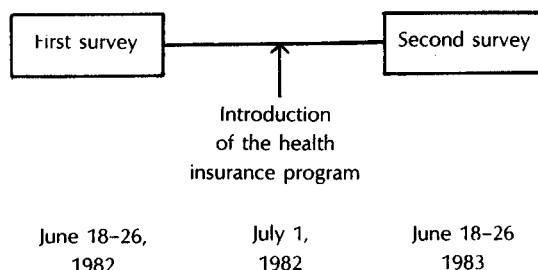 First survey
Second survey
Introduction
of the health
insurance program
June 18–26,
1982
July 1,
1982
June 18–26
1983